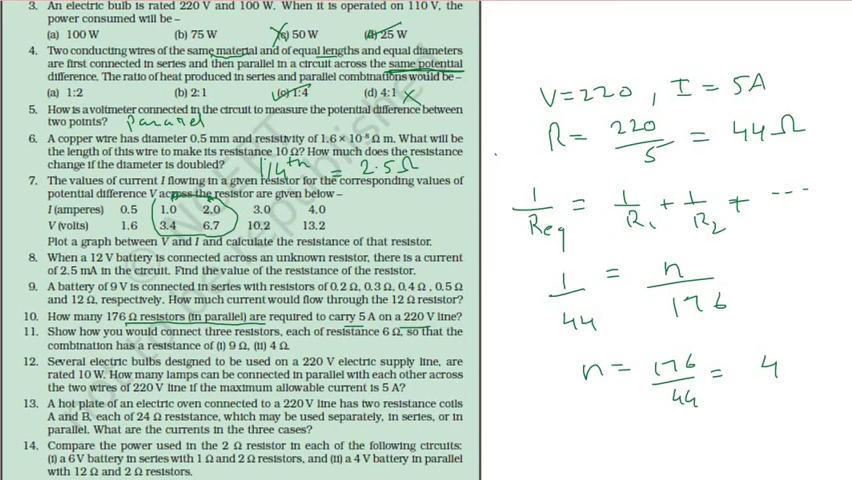 3. An electric bulb is rated 220 V and 100 W. When it is operated on 110 V, the
power consumed will be –
(a) 100 W (b) 75 W (c) 50 W (d) 25 W
4. Two conducting wires of the same material and of equal lengths and equal diameters
are first connected in series and then parallel in a circuit across the same potential
difference. The ratio of heat produced in series and parallel combinations would be –
(a) 1:2 (b) 2:1 (c) 1:4 (d) 4:1
5. How is a voltmeter connected in the circuit to measure the potential difference between
two points? Parallel
6. A copper wire has diameter 0.5 mm and resistivity of 1.6 × 10⁻⁸ Ω m. What will be
the length of this wire to make its resistance 10 Ω? How much does the resistance
change if the diameter is doubled? 1/4th = 2.5 Ω
7. The values of current I flowing in a given resistor for the corresponding values of
potential difference V across the resistor are given below –
I (amperes) 0.5 1.0 2.0 3.0 4.0
V (volts) 1.6 3.4 6.7 10.2 13.2
Plot a graph between V and I and calculate the resistance of that resistor.
8. When a 12 V battery is connected across an unknown resistor, there is a current
of 2.5 mA in the circuit. Find the value of the resistance of the resistor.
9. A battery of 9 V is connected in series with resistors of 0.2 Ω, 0.3 Ω, 0.4 Ω , 0.5 Ω
and 12 Ω, respectively. How much current would flow through the 12 Ω resistor?
10. How many 176 Ω resistors (in parallel) are required to carry 5 A on a 220 V line?
11. Show how you would connect three resistors, each of resistance 6 Ω, so that the
combination has a resistance of (i) 9 Ω, (ii) 4 Ω.
12. Several electric bulbs designed to be used on a 220 V electric supply line, are
rated 10 W. How many lamps can be connected in parallel with each other across
the two wires of 220 V line if the maximum allowable current is 5 A?
13. A hot plate of an electric oven connected to a 220 V line has two resistance coils
A and B, each of 24 Ω resistance, which may be used separately, in series, or in
parallel. What are the currents in the three cases?
14. Compare the power used in the 2 Ω resistor in each of the following circuits:
(i) a 6 V battery in series with 1 Ω and 2 Ω resistors, and (ii) a 4 V battery in parallel
with 12 Ω and 2 Ω resistors.
V = 220 , I = 5A
R = 220/5 = 44 Ω
1/Req = 1/R1 + 1/R2 + ---
1/44 = n/176
n = 176/44 = 4